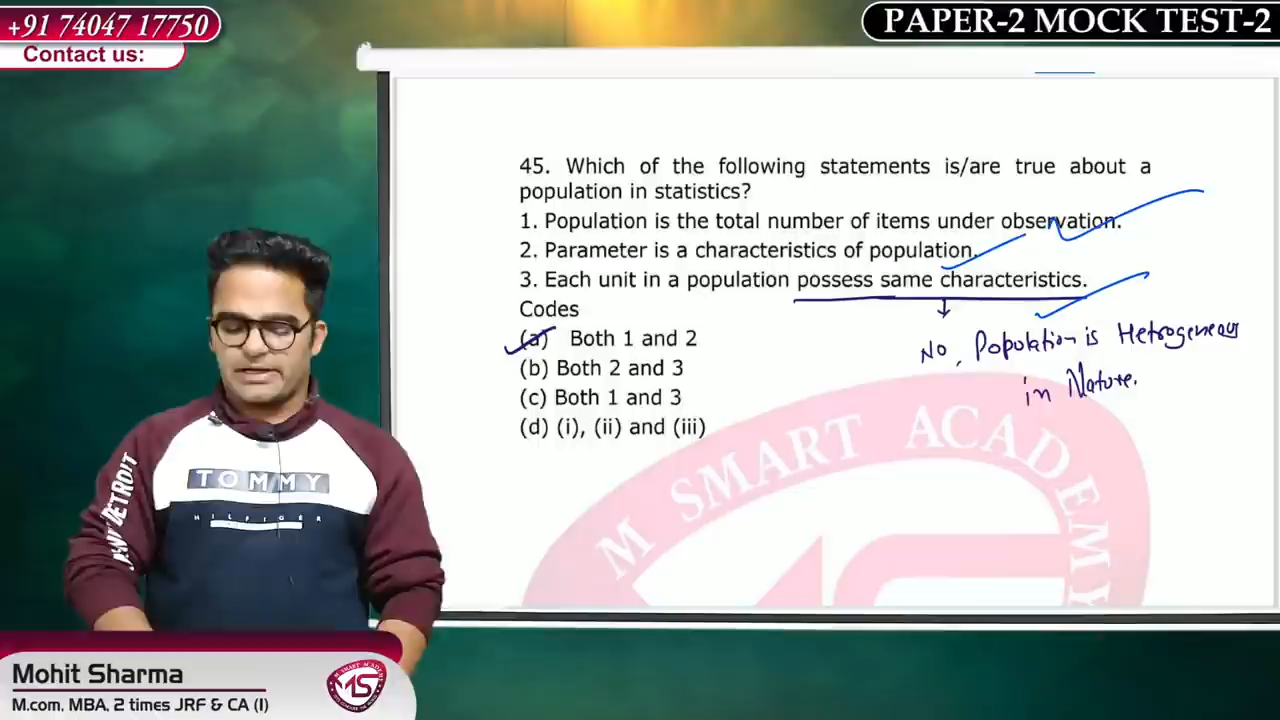 +91 74047 17750
Contact us:
PAPER-2 MOCK TEST-2
45. Which of the following statements is/are true about a
population in statistics?
1. Population is the total number of items under observation.
2. Parameter is a characteristics of population.
3. Each unit in a population possess same characteristics.
Codes
(a) Both 1 and 2
(b) Both 2 and 3
(c) Both 1 and 3
(d) (i), (ii) and (iii)
No, Population is Hetrogeneous
in Nature.
M SMART ACADEMY
TOMMY
HILFIGER
DETROIT
Mohit Sharma
M.com, MBA, 2 times JRF & CA (I)
M SMART ACADEMY
MS